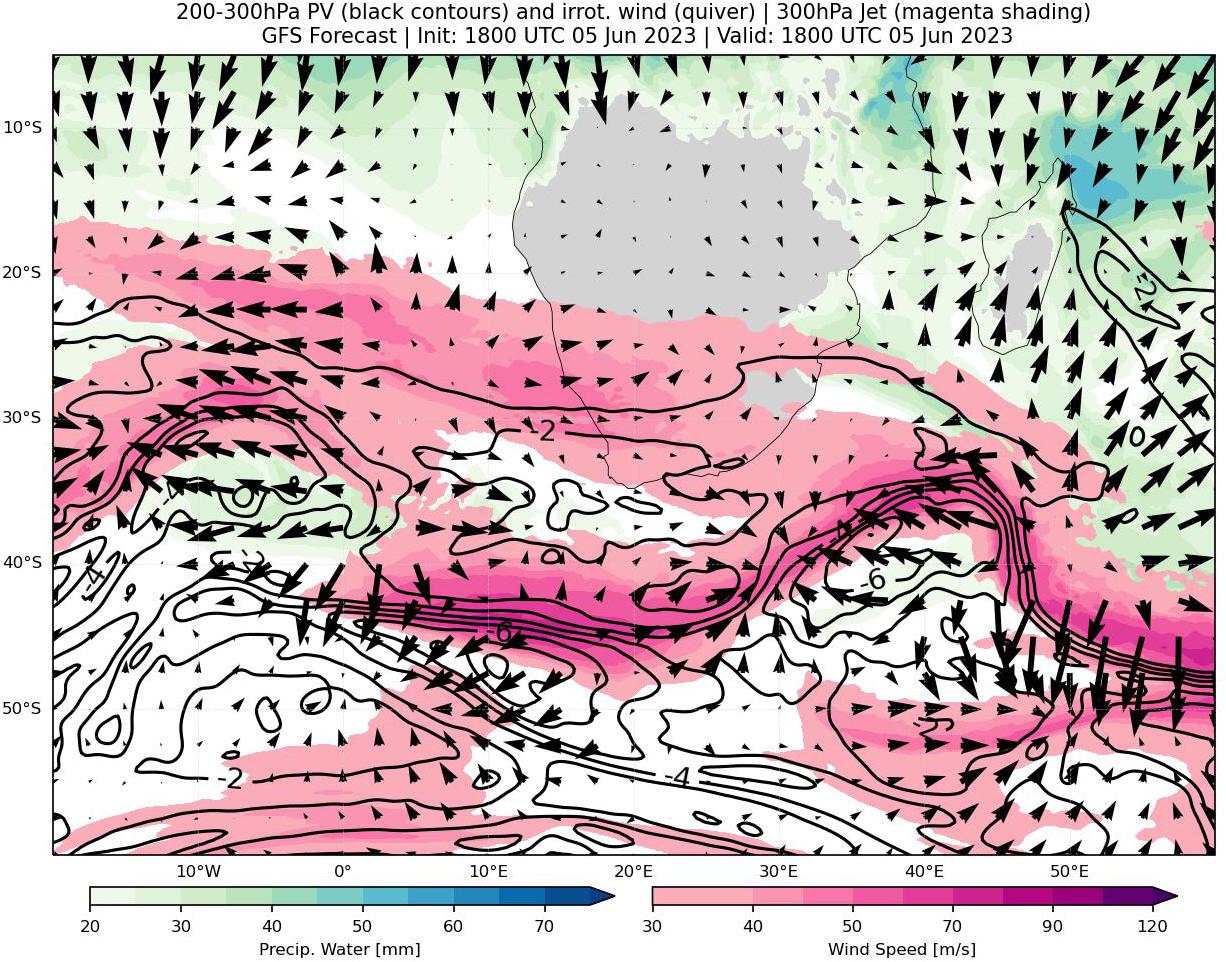 200-300hPa PV (black contours) and irrot. wind (quiver) | 300hPa Jet (magenta shading)
GFS Forecast | Init: 1800 UTC 05 Jun 2023 | Valid: 1800 UTC 05 Jun 2023
10°S
20°S
-2
30°S
-2
-4
-4
40°S
-2
-4
-6
-6
50°S
-2
-2
-4
10°W 0° 10°E 20°E 30°E 40°E 50°E
20 30 40 50 60 70
30 40 50 70 90 120
Precip. Water [mm]
Wind Speed [m/s]